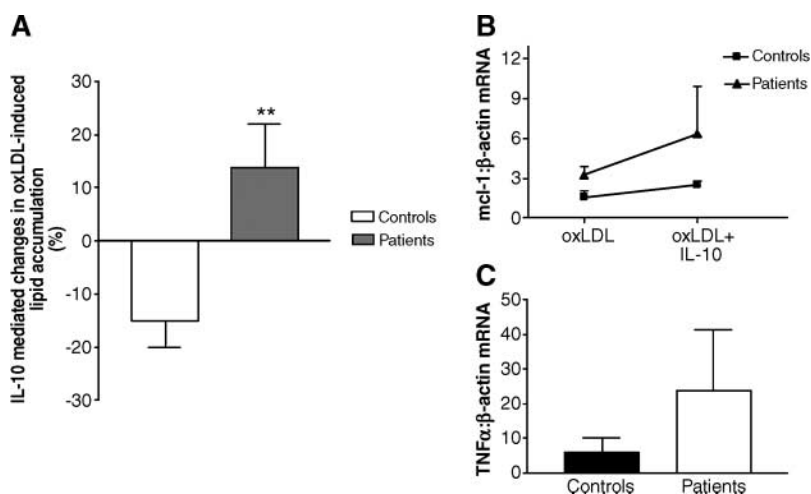 A
IL-10 mediated changes in oxLDL-induced
lipid accumulation
(%)
30
20
10
0
-10
-20
-30
**
Controls
Patients
B
mcl-1:β-actin mRNA
12
9
6
3
0
Controls
Patients
oxLDL
oxLDL+
IL-10
C
TNFα:β-actin mRNA
50
40
30
20
10
0
Controls
Patients